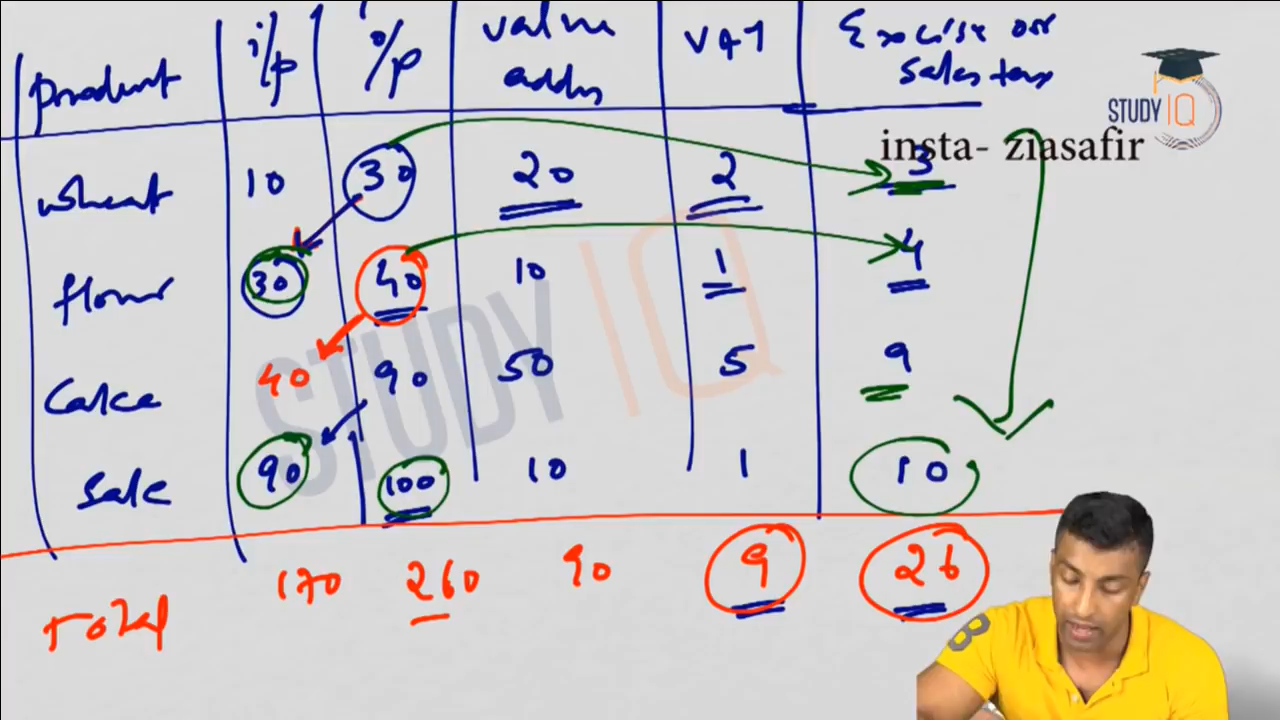 product i/p o/p value adds VAT Excise or sales tax
STUDY IQ
insta- ziasafir
wheat 10 30 20 2 3
flour 30 40 10 1 4
Cake 40 90 50 5 9
Sale 90 100 10 1 10
Total 170 260 90 9 26
STUDY IQ
B